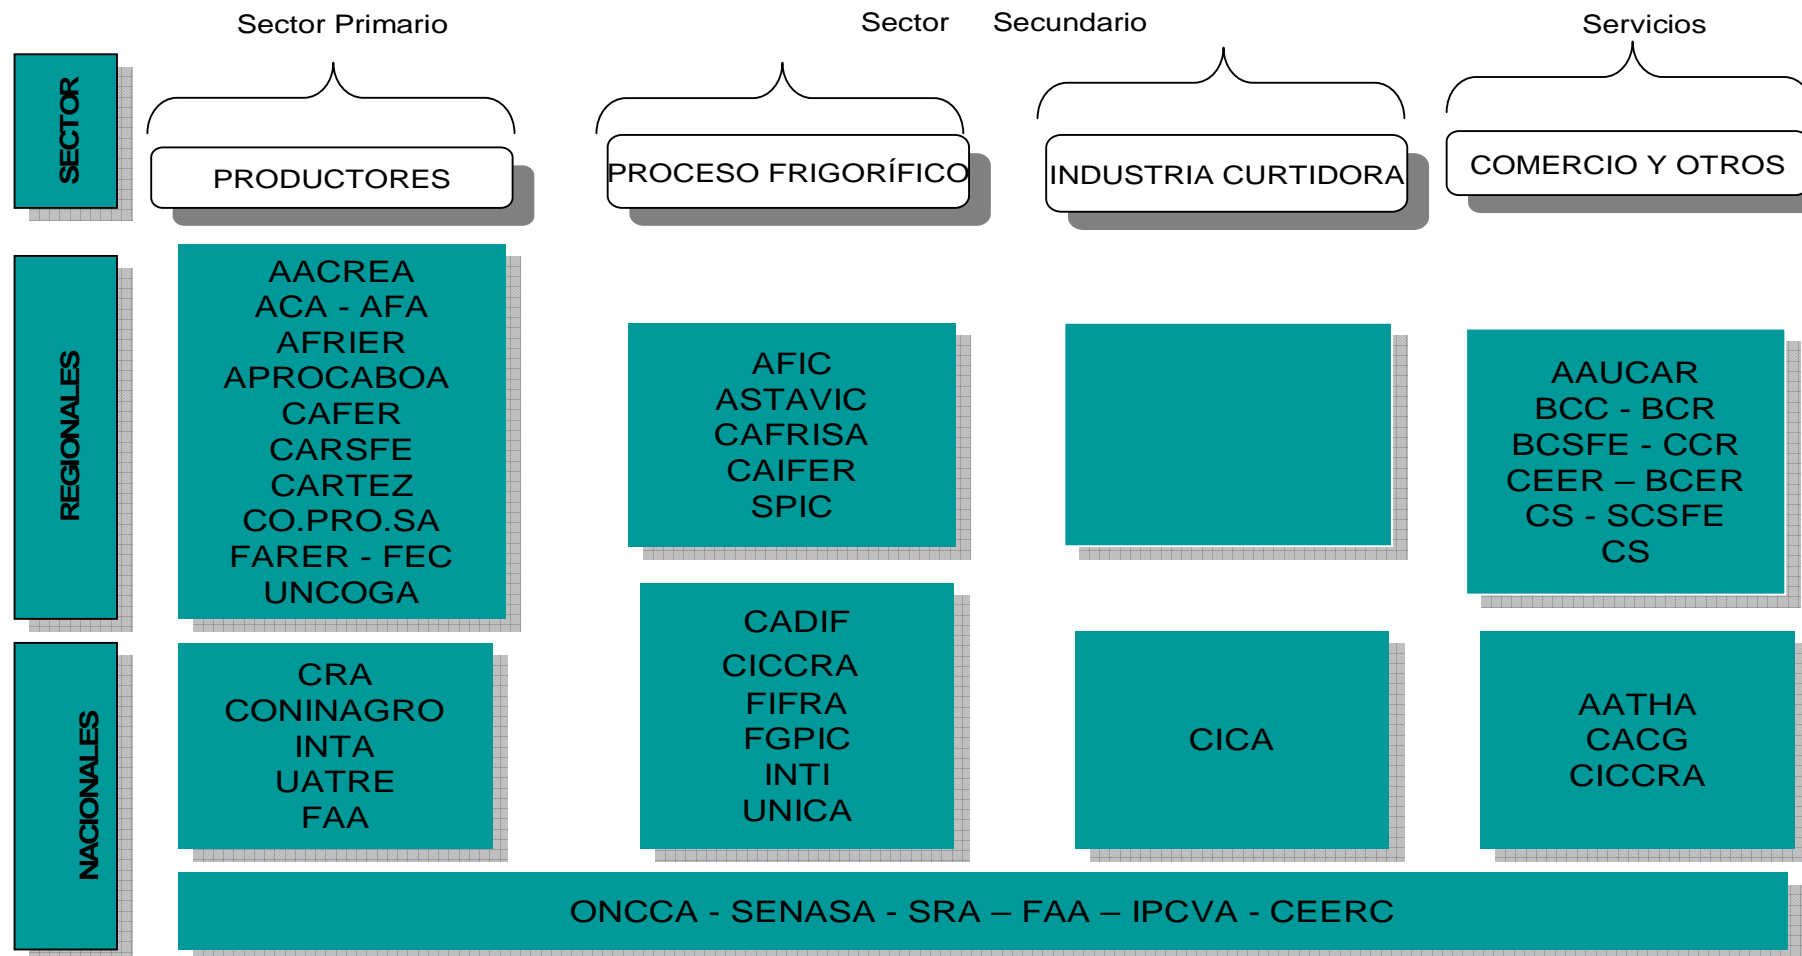 Sector Primario
Sector Secundario
Servicios
SECTOR
PRODUCTORES
PROCESO FRIGORÍFICO
INDUSTRIA CURTIDORA
COMERCIO Y OTROS
REGIONALES
AACREA
ACA - AFA
AFRIER
APROCABOA
CAFER
CARSFE
CARTEZ
CO.PRO.SA
FARER - FEC
UNCOGA
AFIC
ASTAVIC
CAFRISA
CAIFER
SPIC
AAUCAR
BCC - BCR
BCSFE - CCR
CEER – BCER
CS - SCSFE
CS
NACIONALES
CRA
CONINAGRO
INTA
UATRE
FAA
CADIF
CICCRA
FIFRA
FGPIC
INTI
UNICA
CICA
AATHA
CACG
CICCRA
ONCCA - SENASA - SRA – FAA – IPCVA - CEERC